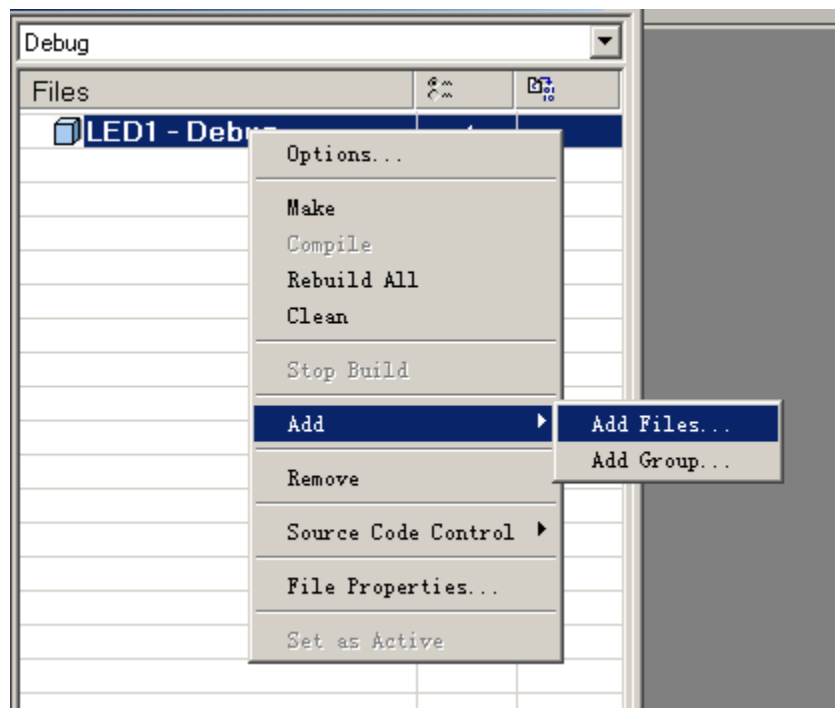 Debug
Files
LED1 - Debug
Options...
Make
Compile
Rebuild All
Clean
Stop Build
Add
Add Files...
Add Group...
Remove
Source Code Control
File Properties...
Set as Active